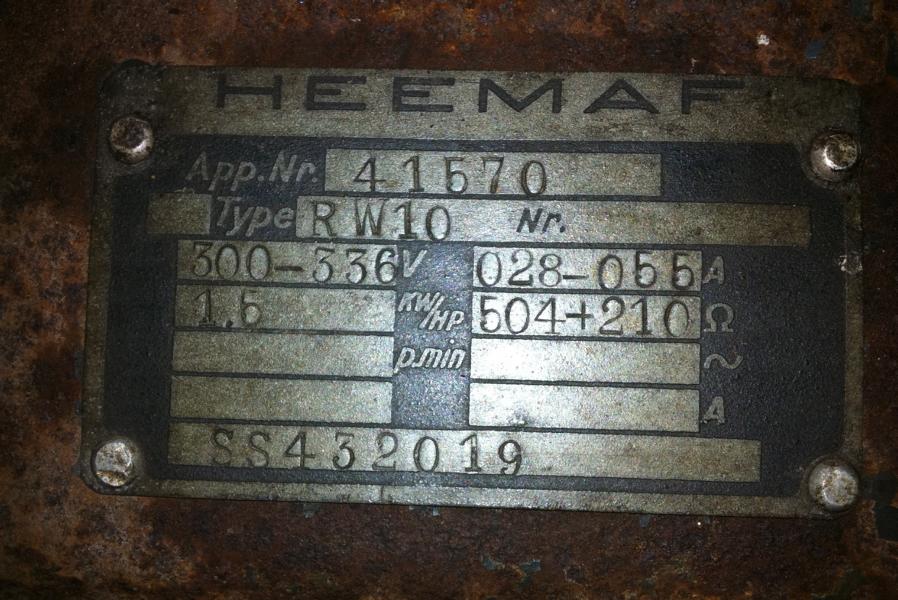 HEEMAF
App.Nr. 41570
Type RW10 Nr.
300-336 V 028-055 A
1.5 KW/HP 504+210 Ω
p.min ~
A
SS432019